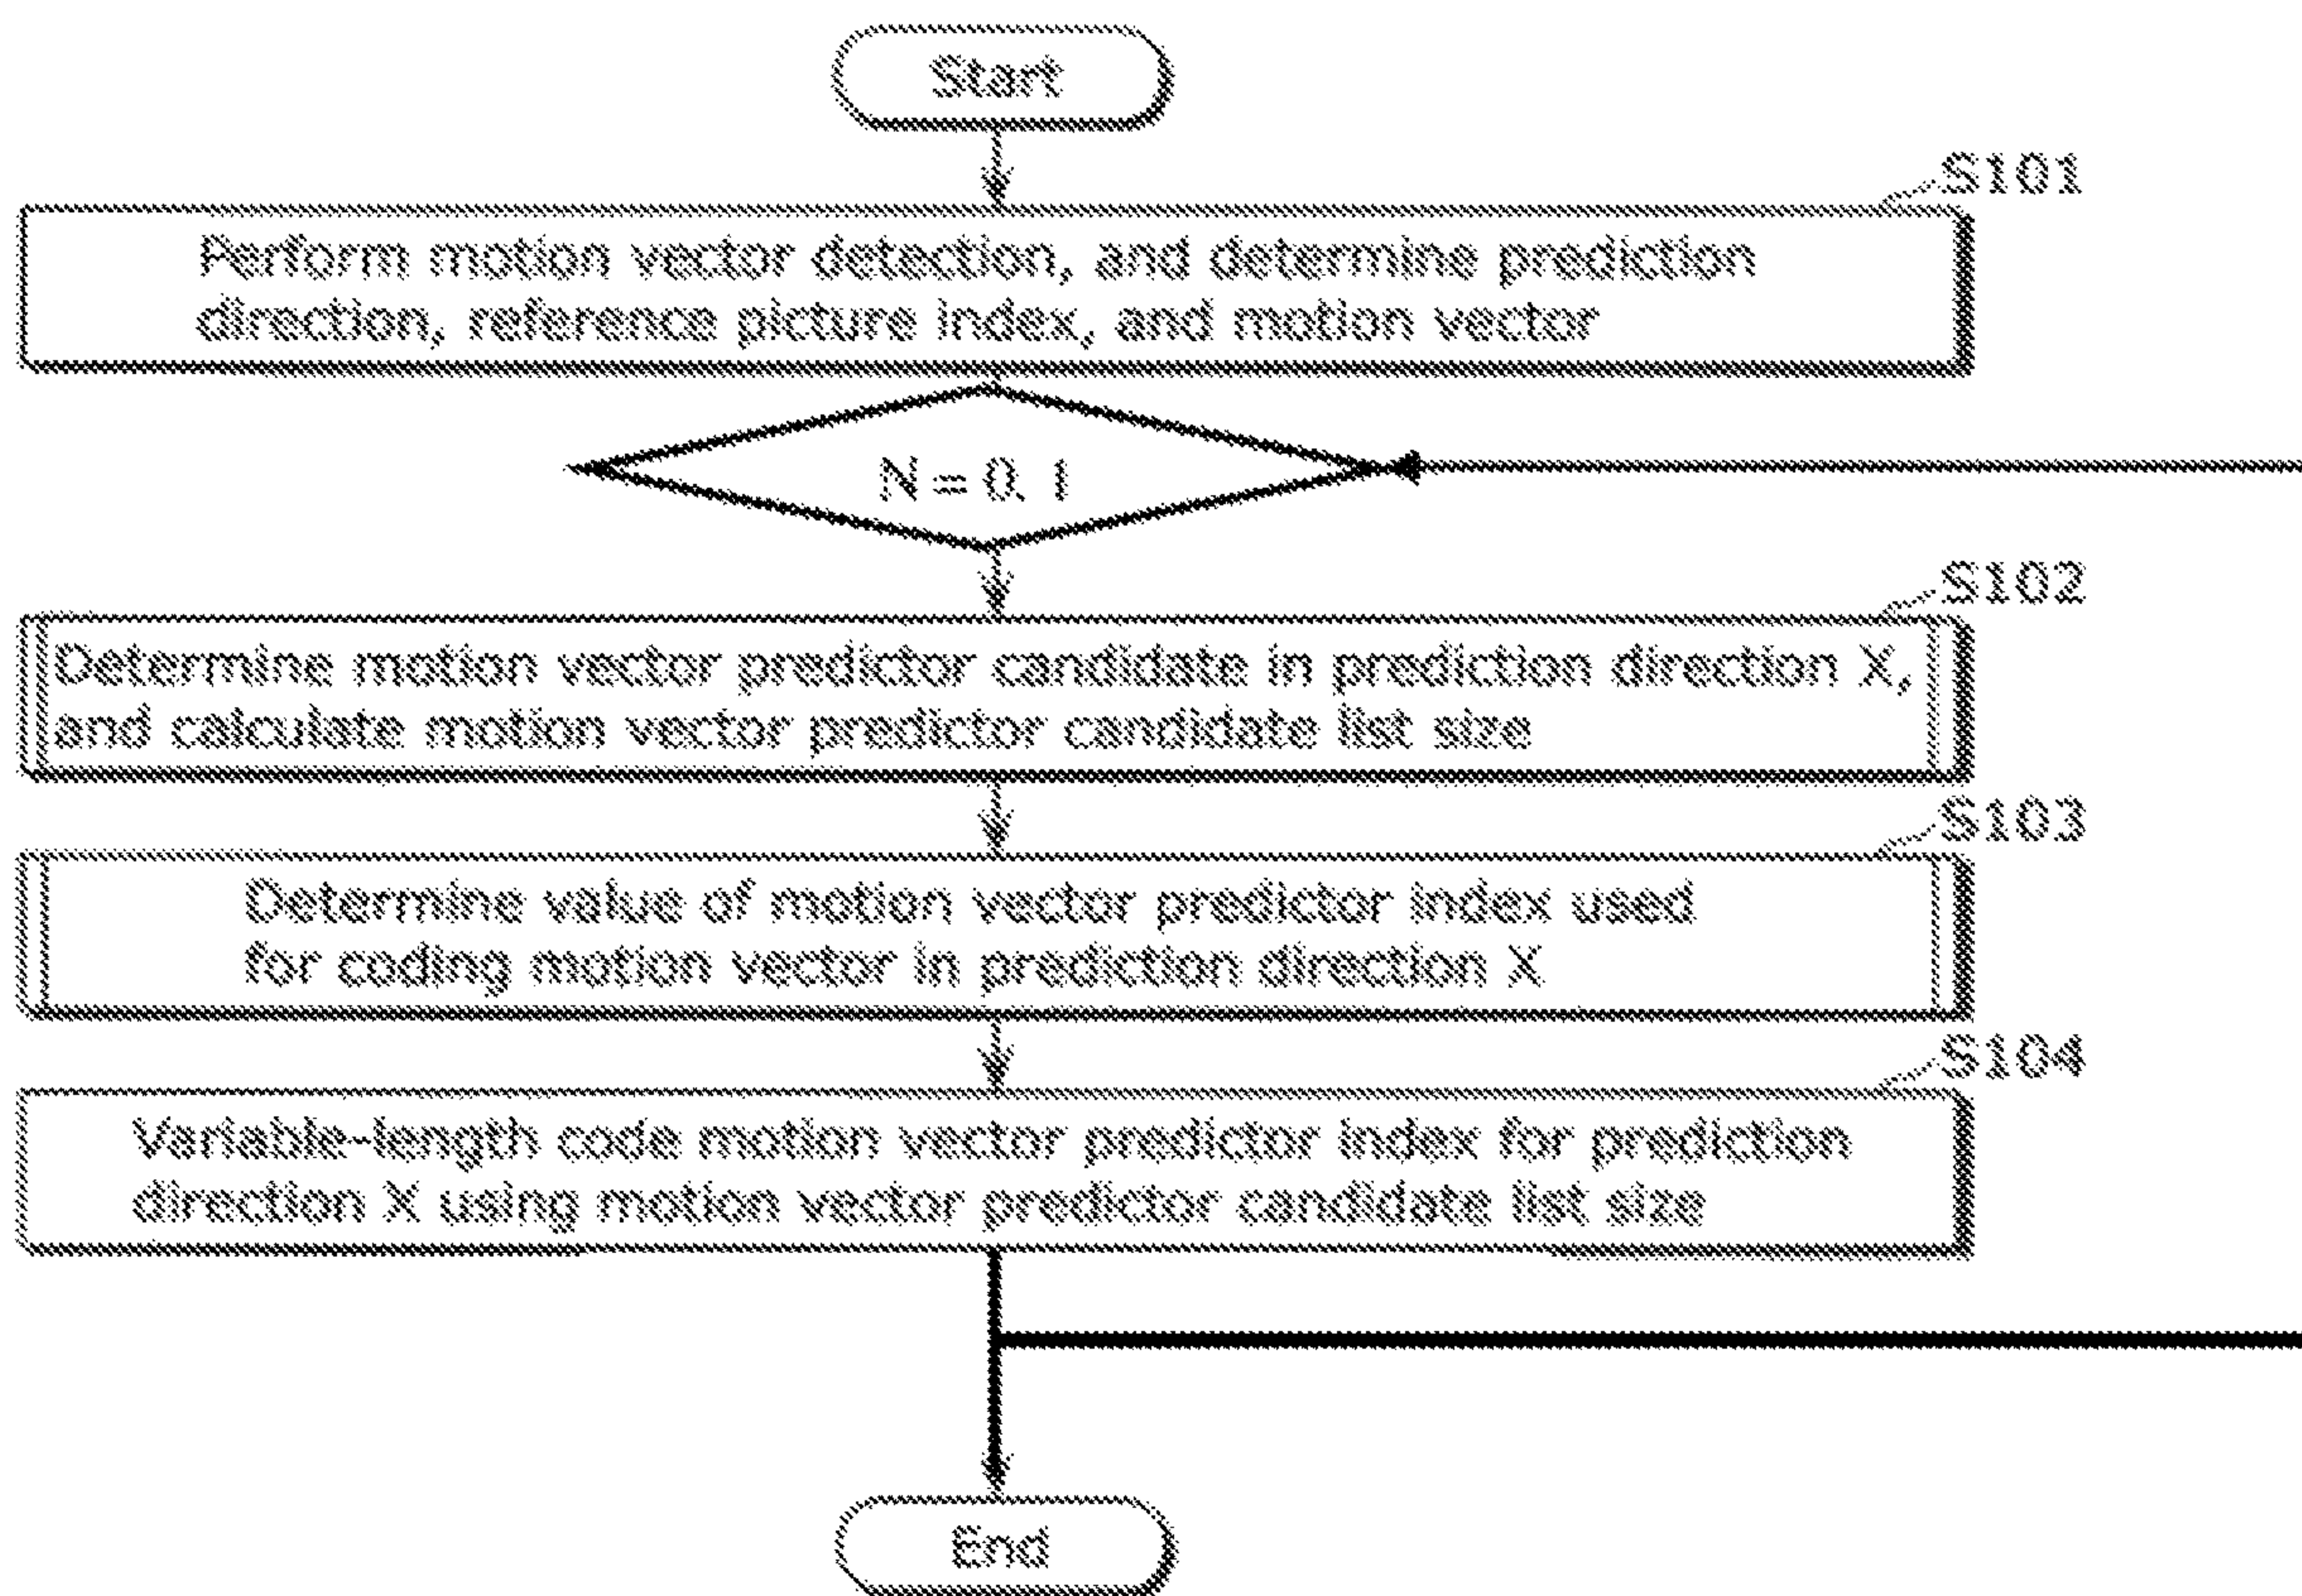 Start
S101
Perform motion vector detection, and determine prediction
direction, reference picture index, and motion vector
N = 0, 1
S102
Determine motion vector predictor candidate in prediction direction X,
and calculate motion vector predictor candidate list size
S103
Determine value of motion vector predictor index used
for coding motion vector in prediction direction X
S104
Variable-length code motion vector predictor index for prediction
direction X using motion vector predictor candidate list size
End